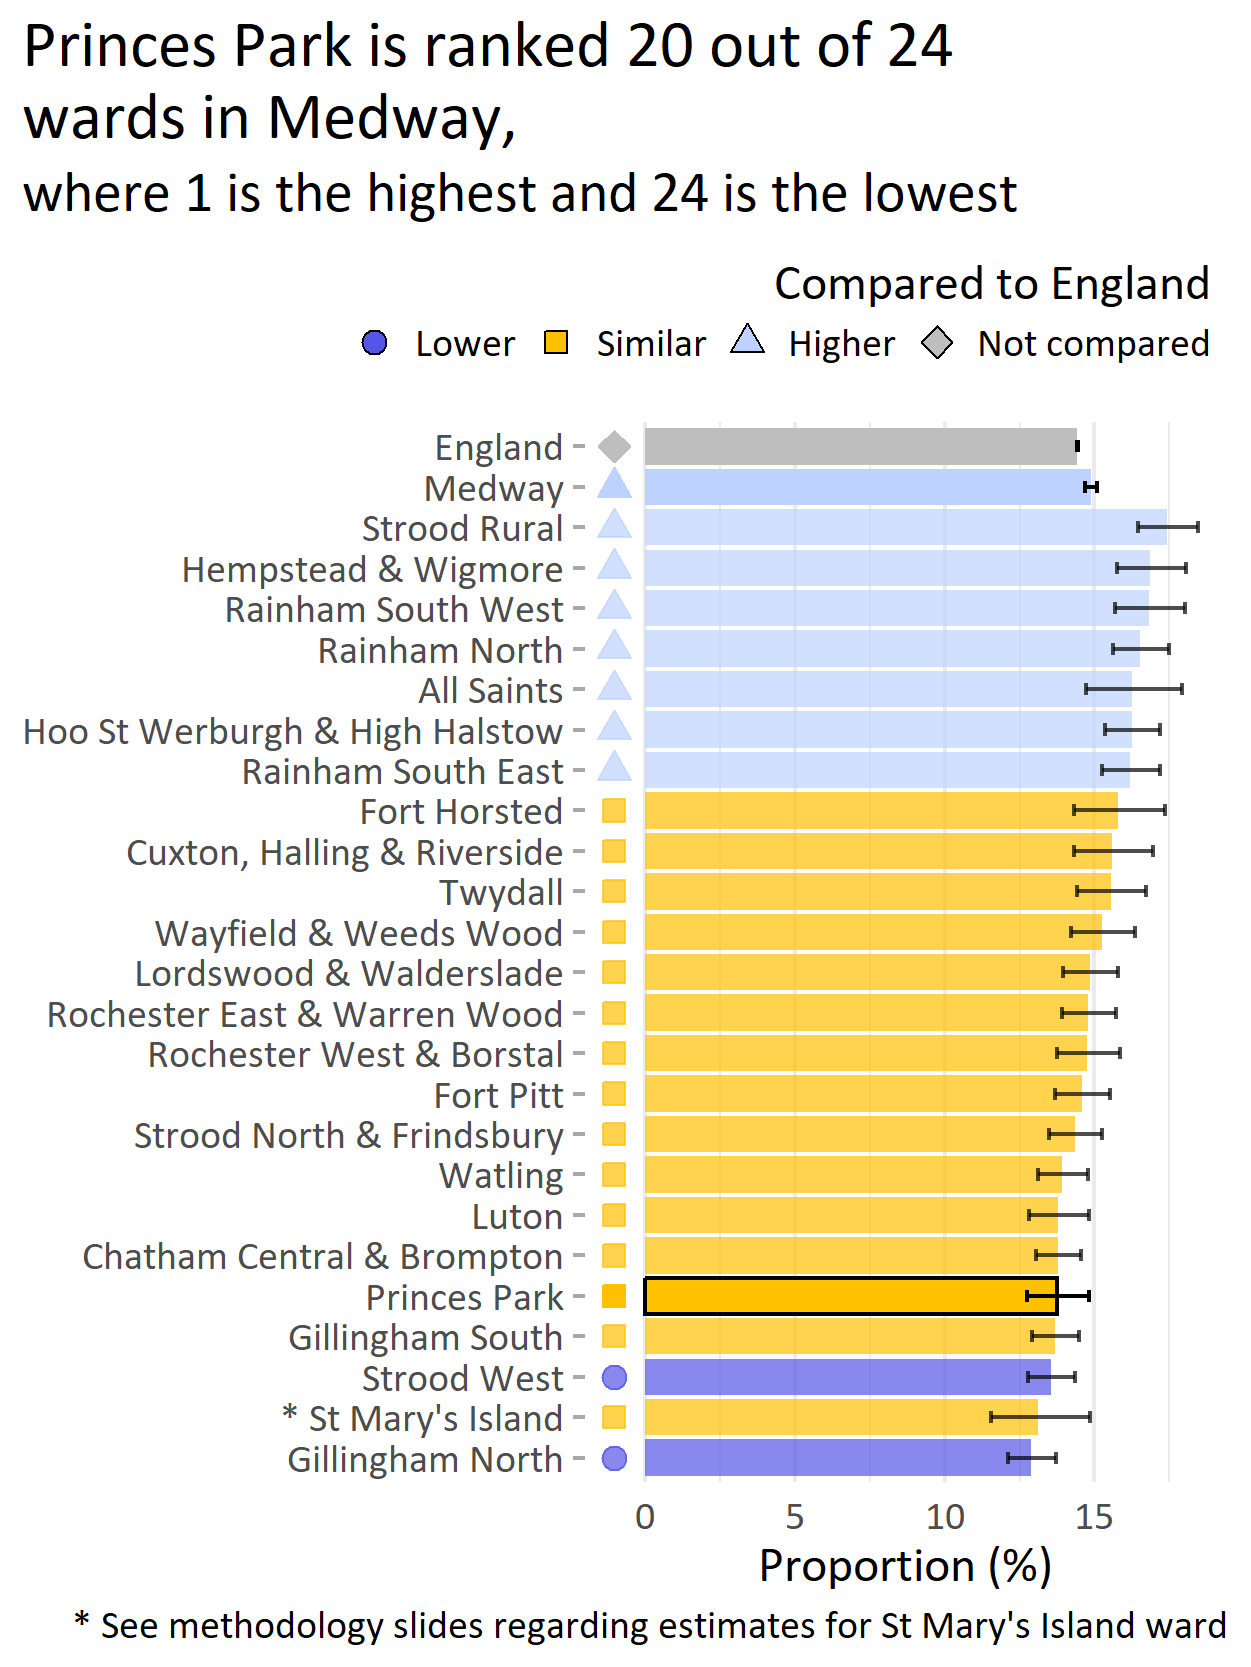 Princes Park is ranked 20 out of 24
wards in Medway,
where 1 is the highest and 24 is the lowest
Compared to England
Lower Similar Higher Not compared
England
Medway
Strood Rural
Hempstead & Wigmore
Rainham South West
Rainham North
All Saints
Hoo St Werburgh & High Halstow
Rainham South East
Fort Horsted
Cuxton, Halling & Riverside
Twydall
Wayfield & Weeds Wood
Lordswood & Walderslade
Rochester East & Warren Wood
Rochester West & Borstal
Fort Pitt
Strood North & Frindsbury
Watling
Luton
Chatham Central & Brompton
Princes Park
Gillingham South
Strood West
* St Mary's Island
Gillingham North
0 5 10 15
Proportion (%)
* See methodology slides regarding estimates for St Mary's Island ward